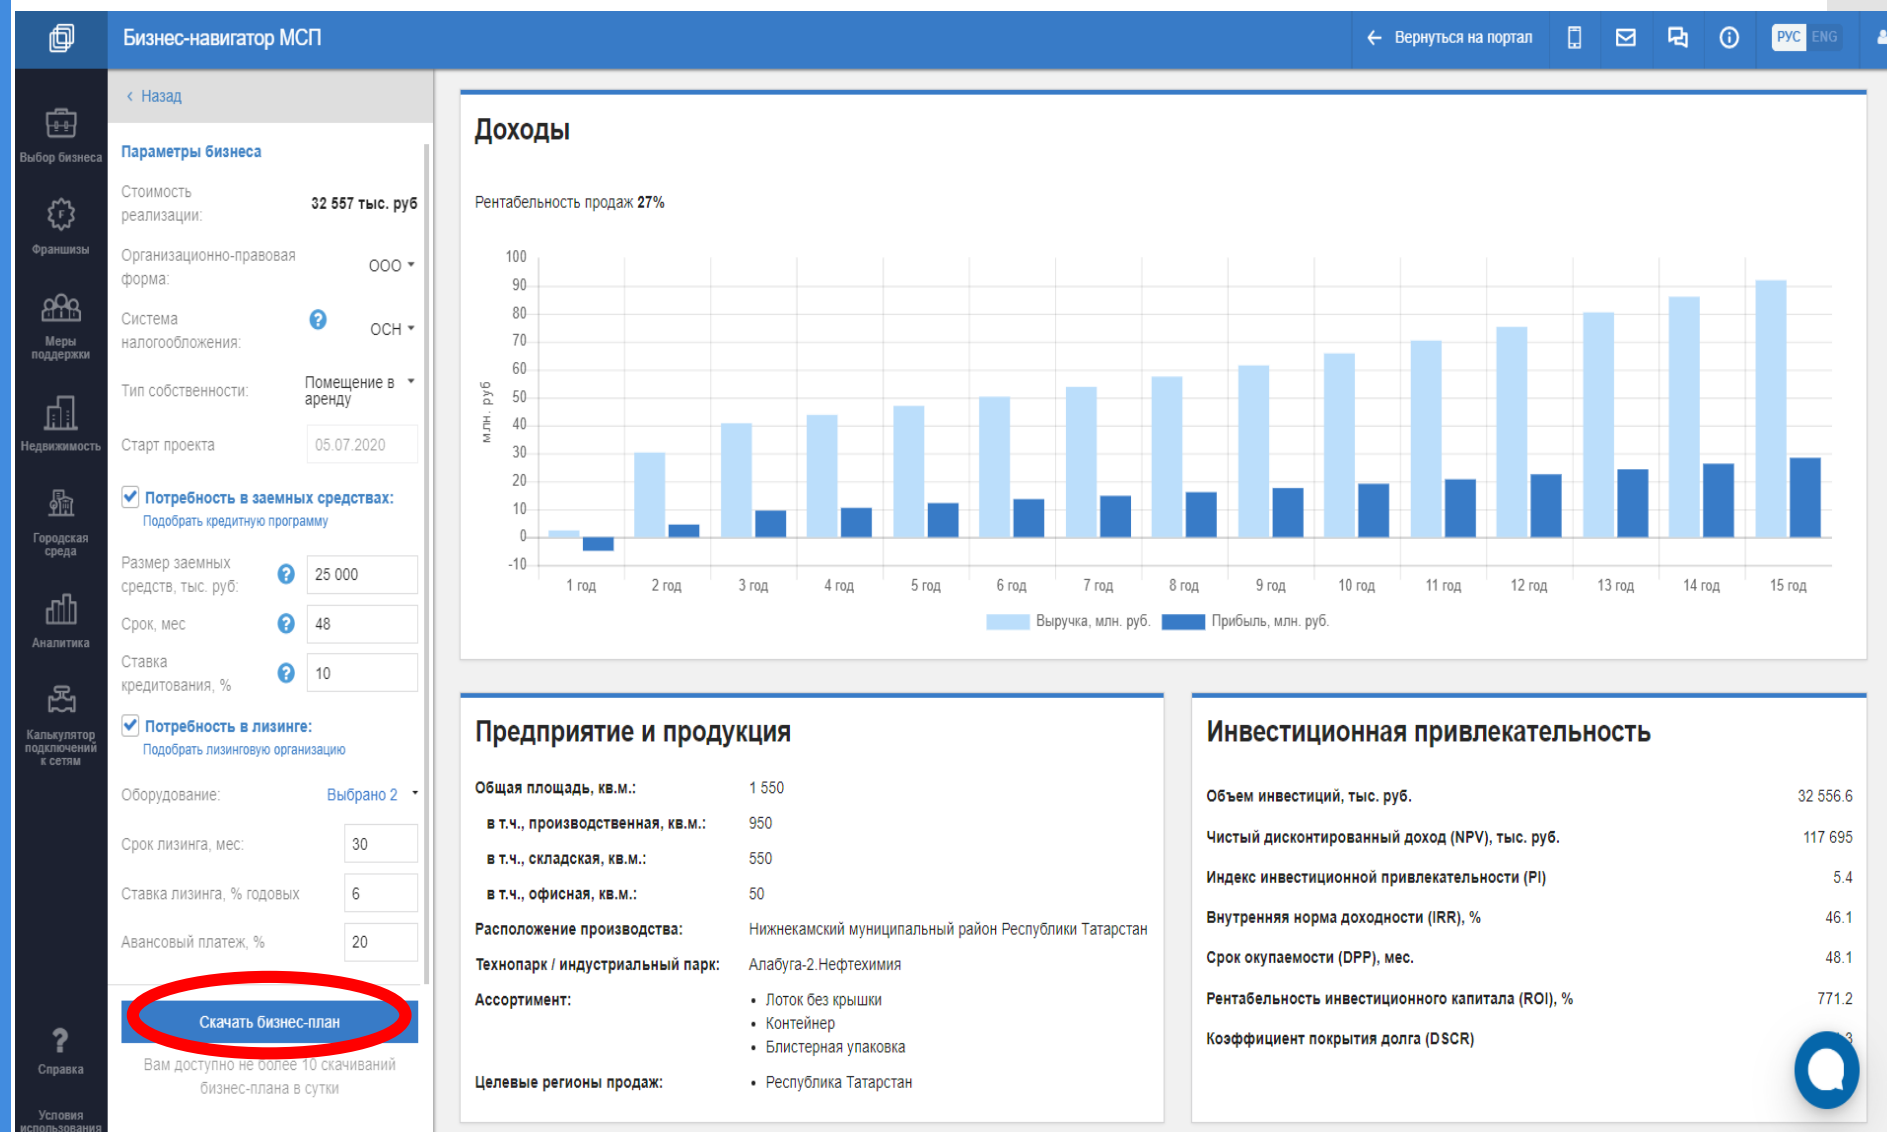 Бизнес-навигатор МСП
Вернуться на портал
РУС ENG
Выбор бизнеса
Франшизы
Меры
поддержки
Недвижимость
Городская
среда
Аналитика
Калькулятор
подключений
к сетям
?
Справка
Условия
использования
< Назад
Параметры бизнеса
Стоимость
реализации:
32 557 тыс. руб
Организационно-правовая
форма:
ООО
Система
налогообложения:
?
ОСН
Тип собственности:
Помещение в
аренду
Старт проекта
05.07.2020
Потребность в заемных средствах:
Подобрать кредитную программу
Размер заемных
средств, тыс. руб:
?
25 000
Срок, мес
?
48
Ставка
кредитования, %
?
10
Потребность в лизинге:
Подобрать лизинговую организацию
Оборудование:
Выбрано 2
Срок лизинга, мес:
30
Ставка лизинга, % годовых
6
Авансовый платеж, %
20
Скачать бизнес-план
Вам доступно не более 10 скачиваний
бизнес-плана в сутки
Доходы
Рентабельность продаж 27%
млн. руб
100
90
80
70
60
50
40
30
20
10
0
-10
1 год 2 год 3 год 4 год 5 год 6 год 7 год 8 год 9 год 10 год 11 год 12 год 13 год 14 год 15 год
Выручка, млн. руб. Прибыль, млн. руб.
Предприятие и продукция
Общая площадь, кв.м.: 1 550
в т.ч., производственная, кв.м.: 950
в т.ч., складская, кв.м.: 550
в т.ч., офисная, кв.м.: 50
Расположение производства: Нижнекамский муниципальный район Республики Татарстан
Технопарк / индустриальный парк: Алабуга-2.Нефтехимия
Ассортимент: • Лоток без крышки
• Контейнер
• Блистерная упаковка
Целевые регионы продаж: • Республика Татарстан
Инвестиционная привлекательность
Объем инвестиций, тыс. руб. 32 556.6
Чистый дисконтированный доход (NPV), тыс. руб. 117 695
Индекс инвестиционной привлекательности (PI) 5.4
Внутренняя норма доходности (IRR), % 46.1
Срок окупаемости (DPP), мес. 48.1
Рентабельность инвестиционного капитала (ROI), % 771.2
Коэффициент покрытия долга (DSCR)